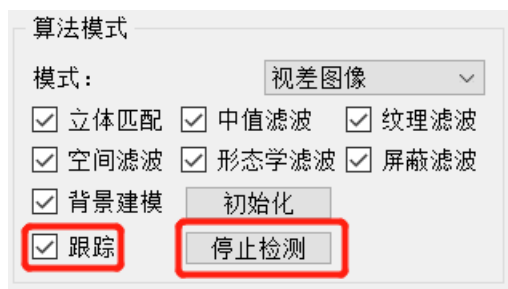 算法模式
模式： 视差图像
立体匹配 中值滤波 纹理滤波
空间滤波 形态学滤波 屏蔽滤波
背景建模 初始化
跟踪 停止检测